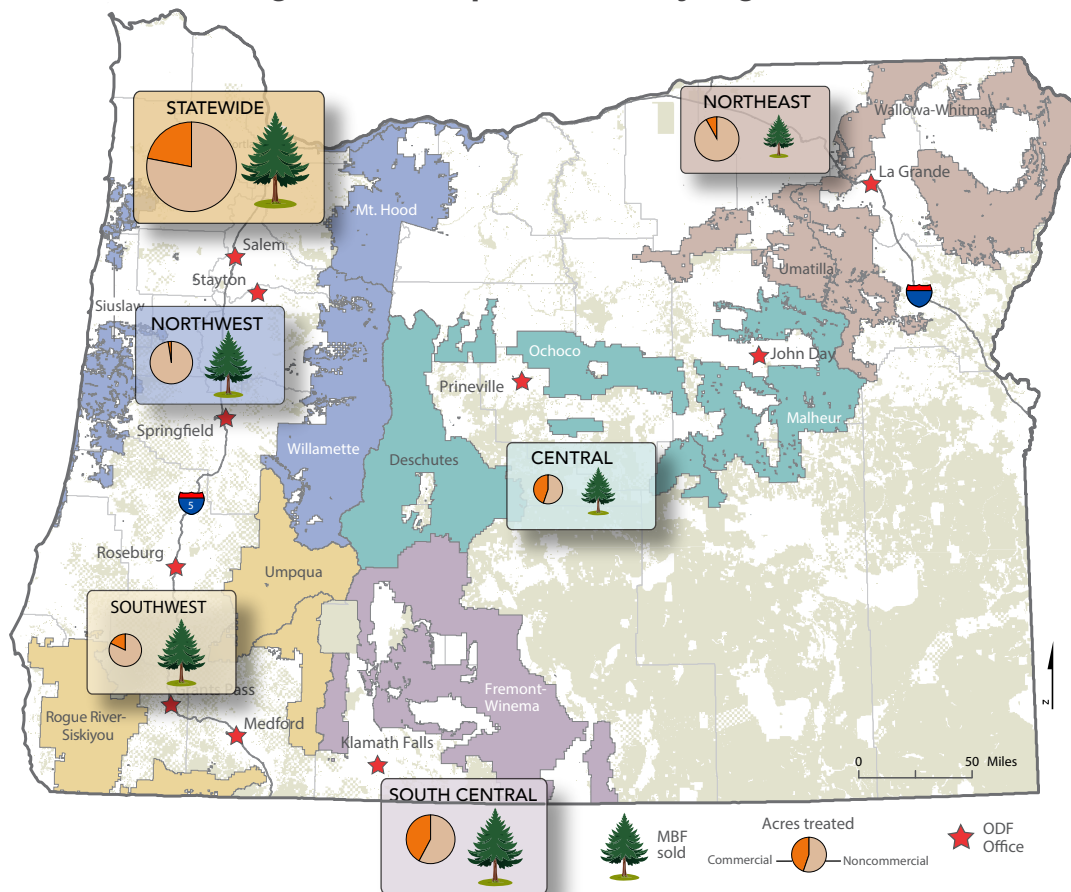 STATEWIDE
NORTHEAST
Wallowa-Whitman
La Grande
Mt. Hood
Salem
Stayton
Umatilla
Siuslaw
NORTHWEST
Ochoco
John Day
Prineville
Malheur
Springfield
Willamette
Deschutes
CENTRAL
5
Roseburg
Umpqua
SOUTHWEST
Grants Pass
Fremont-
Winema
Rogue River-
Siskiyou
Medford
Klamath Falls
0 50 Miles
SOUTH CENTRAL
MBF
sold
Acres treated
Commercial
Noncommercial
ODF
Office